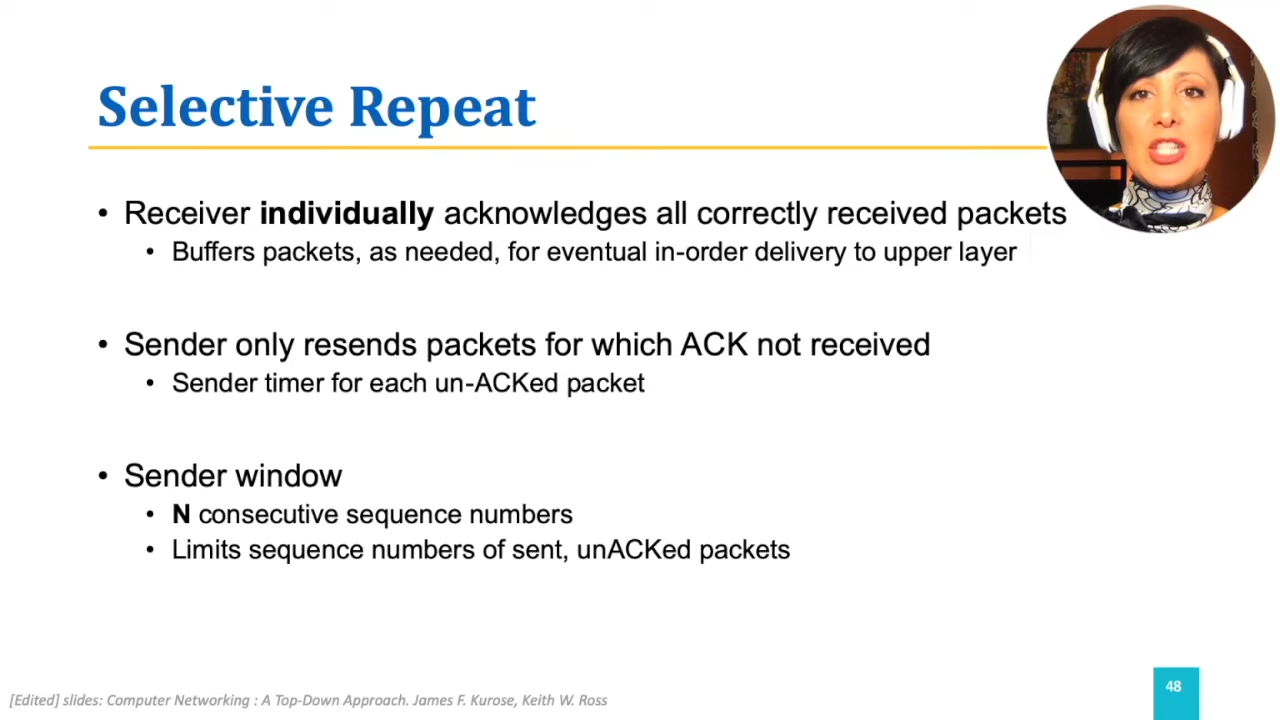 Selective Repeat
• Receiver individually acknowledges all correctly received packets
• Buffers packets, as needed, for eventual in-order delivery to upper layer
• Sender only resends packets for which ACK not received
• Sender timer for each un-ACKed packet
• Sender window
• N consecutive sequence numbers
• Limits sequence numbers of sent, unACKed packets
[Edited] slides: Computer Networking : A Top-Down Approach. James F. Kurose, Keith W. Ross
48